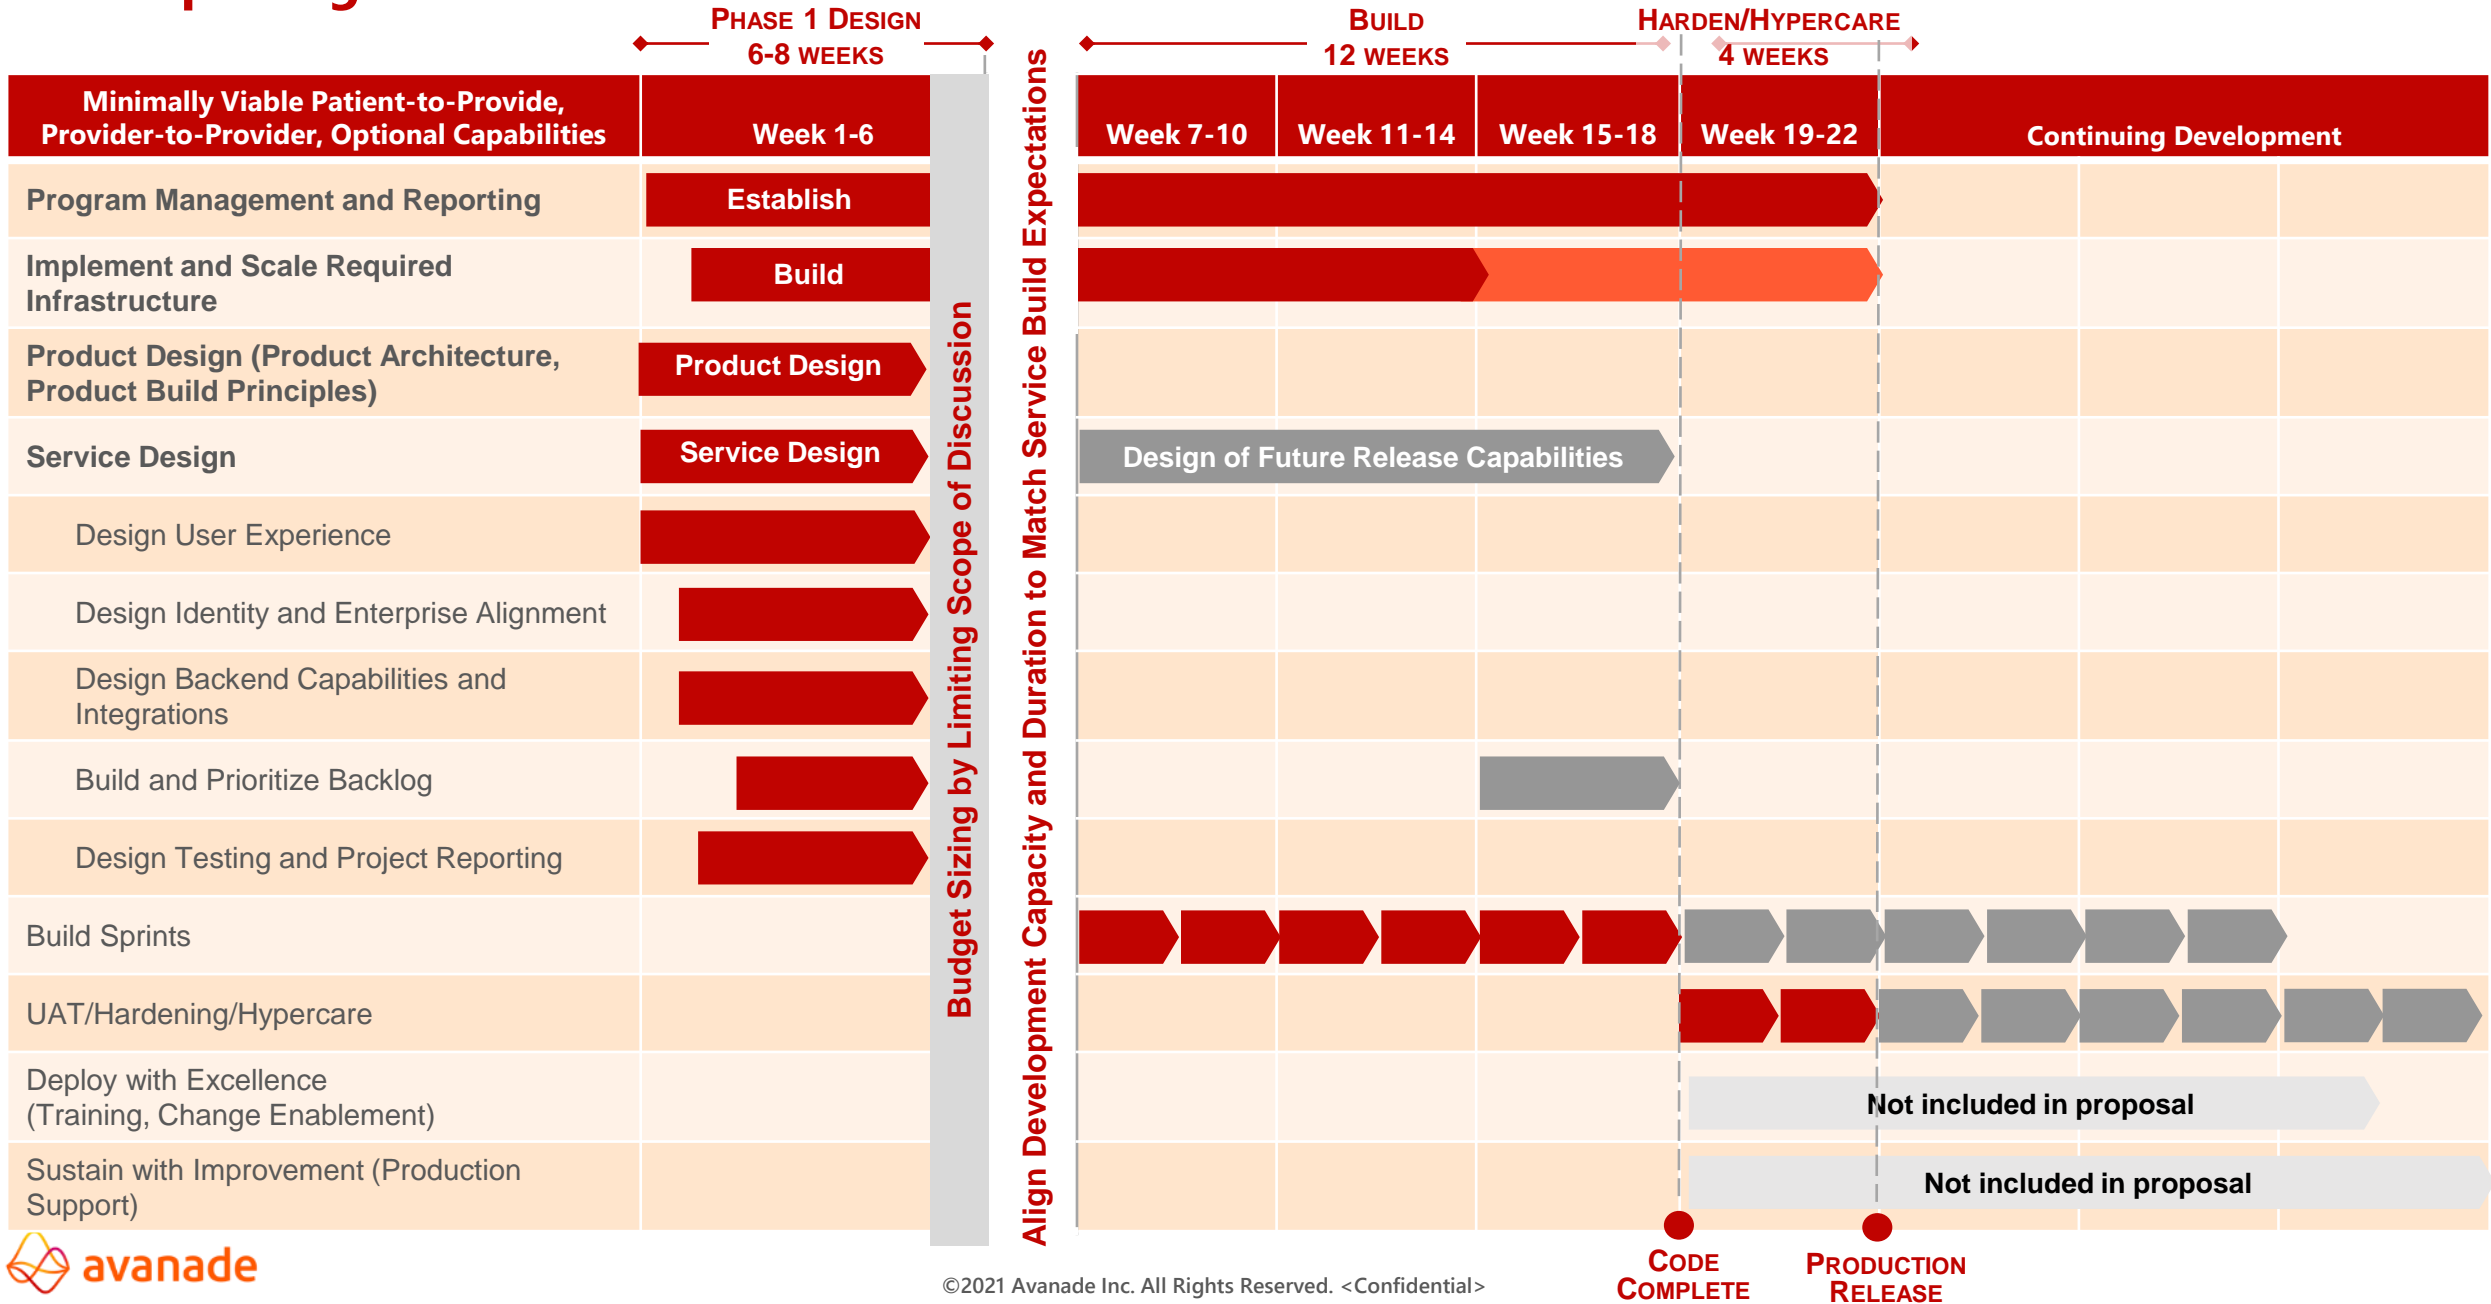 PHASE 1 DESIGN
6-8 WEEKS
BUILD
12 WEEKS
HARDEN/HYPERCARE
4 WEEKS
Minimally Viable Patient-to-Provide,
Provider-to-Provider, Optional Capabilities
Week 1-6
Week 7-10
Week 11-14
Week 15-18
Week 19-22
Continuing Development
Program Management and Reporting
Establish
Implement and Scale Required
Infrastructure
Build
Product Design (Product Architecture,
Product Build Principles)
Product Design
Service Design
Service Design
Design of Future Release Capabilities
Design User Experience
Design Identity and Enterprise Alignment
Design Backend Capabilities and
Integrations
Build and Prioritize Backlog
Design Testing and Project Reporting
Build Sprints
UAT/Hardening/Hypercare
Deploy with Excellence
(Training, Change Enablement)
Not included in proposal
Sustain with Improvement (Production
Support)
Not included in proposal
Budget Sizing by Limiting Scope of Discussion
Align Development Capacity and Duration to Match Service Build Expectations
CODE
COMPLETE
PRODUCTION
RELEASE
avanade
©2021 Avanade Inc. All Rights Reserved. <Confidential>